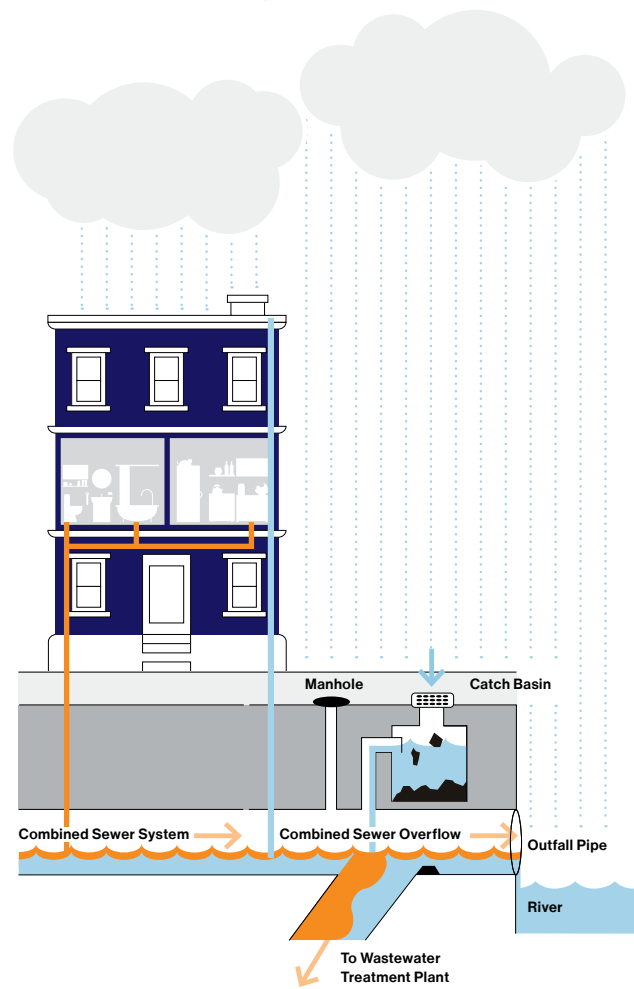 Manhole
Catch Basin
Combined Sewer System
Combined Sewer Overflow
Outfall Pipe
River
To Wastewater
Treatment Plant